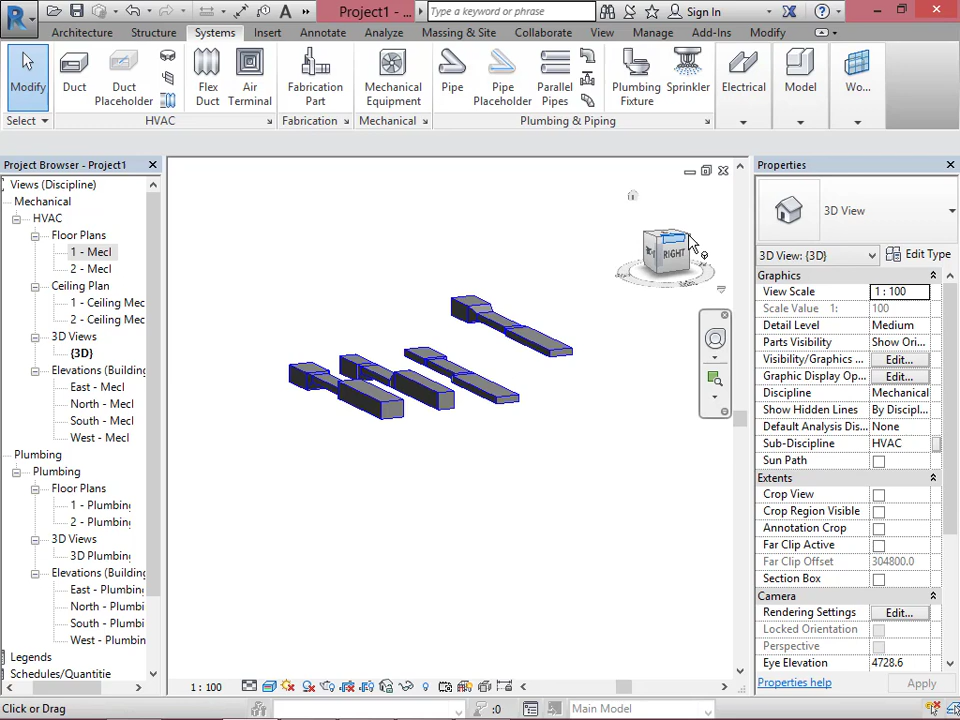 Project1 - ...
Type a keyword or phrase
Sign In
Architecture Structure Systems Insert Annotate Analyze Massing & Site Collaborate View Manage Add-Ins Modify
Modify
Duct
Duct Placeholder
Flex Duct
Air Terminal
Fabrication Part
Mechanical Equipment
Pipe
Pipe Placeholder
Parallel Pipes
Plumbing Fixture
Sprinkler
Electrical
Model
Wo...
Select HVAC Fabrication Mechanical Plumbing & Piping
Project Browser - Project1
Views (Discipline)
Mechanical
HVAC
Floor Plans
1 - Mecl
2 - Mecl
Ceiling Plan
1 - Ceiling Mec
2 - Ceiling Mec
3D Views
{3D}
Elevations (Building
East - Mecl
North - Mecl
South - Mecl
West - Mecl
Plumbing
Plumbing
Floor Plans
1 - Plumbing
2 - Plumbing
3D Views
3D Plumbing
Elevations (Building
East - Plumbing
North - Plumbin
South - Plumbin
West - Plumbin
Legends
Schedules/Quantitie
RIGHT
Properties
3D View
3D View: {3D} Edit Type
Graphics
View Scale 1 : 100
Scale Value 1: 100
Detail Level Medium
Parts Visibility Show Ori...
Visibility/Graphics ... Edit...
Graphic Display Op... Edit...
Discipline Mechanical
Show Hidden Lines By Discipl...
Default Analysis Dis... None
Sub-Discipline HVAC
Sun Path
Extents
Crop View
Crop Region Visible
Annotation Crop
Far Clip Active
Far Clip Offset 304800.0
Section Box
Camera
Rendering Settings Edit...
Locked Orientation
Perspective
Eye Elevation 4728.6
Properties help Apply
1 : 100
Click or Drag
:0
Main Model